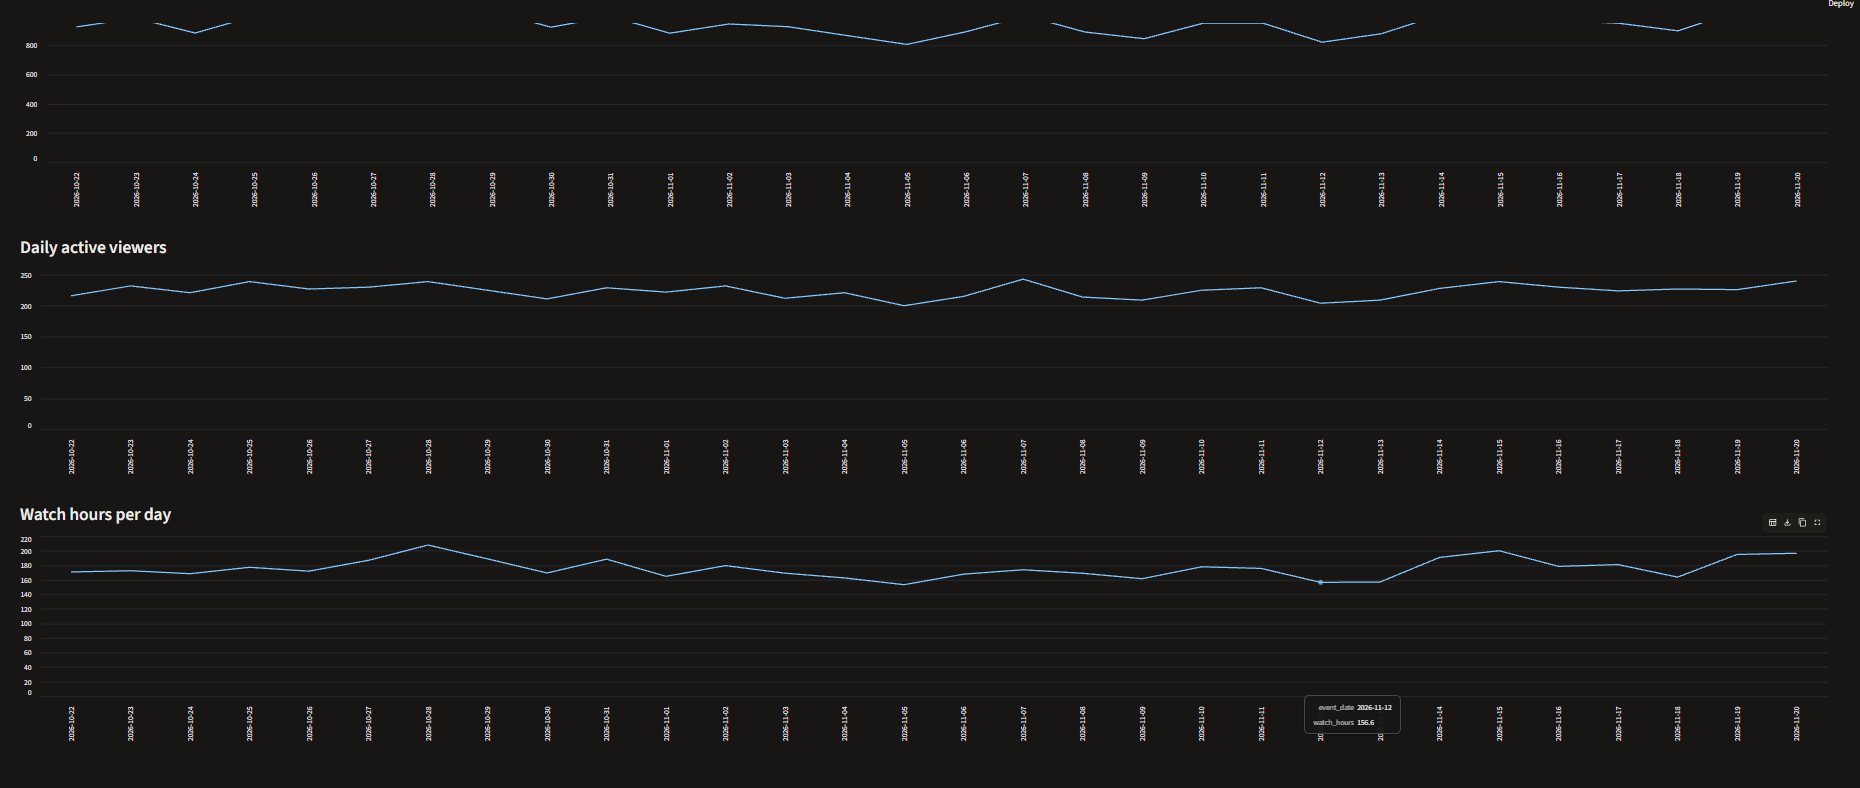 Deploy
800
600
400
200
0
2026-10-22 2026-10-23 2026-10-24 2026-10-25 2026-10-26 2026-10-27 2026-10-28 2026-10-29 2026-10-30 2026-10-31 2026-11-01 2026-11-02 2026-11-03 2026-11-04 2026-11-05 2026-11-06 2026-11-07 2026-11-08 2026-11-09 2026-11-10 2026-11-11 2026-11-12 2026-11-13 2026-11-14 2026-11-15 2026-11-16 2026-11-17 2026-11-18 2026-11-19 2026-11-20
Daily active viewers
250
200
150
100
50
0
2026-10-22 2026-10-23 2026-10-24 2026-10-25 2026-10-26 2026-10-27 2026-10-28 2026-10-29 2026-10-30 2026-10-31 2026-11-01 2026-11-02 2026-11-03 2026-11-04 2026-11-05 2026-11-06 2026-11-07 2026-11-08 2026-11-09 2026-11-10 2026-11-11 2026-11-12 2026-11-13 2026-11-14 2026-11-15 2026-11-16 2026-11-17 2026-11-18 2026-11-19 2026-11-20
Watch hours per day
220
200
180
160
140
120
100
80
60
40
20
0
event_date 2026-11-12
watch_hours 156.6
2026-10-22 2026-10-23 2026-10-24 2026-10-25 2026-10-26 2026-10-27 2026-10-28 2026-10-29 2026-10-30 2026-10-31 2026-11-01 2026-11-02 2026-11-03 2026-11-04 2026-11-05 2026-11-06 2026-11-07 2026-11-08 2026-11-09 2026-11-10 2026-11-11 20 20 2026-11-14 2026-11-15 2026-11-16 2026-11-17 2026-11-18 2026-11-19 2026-11-20